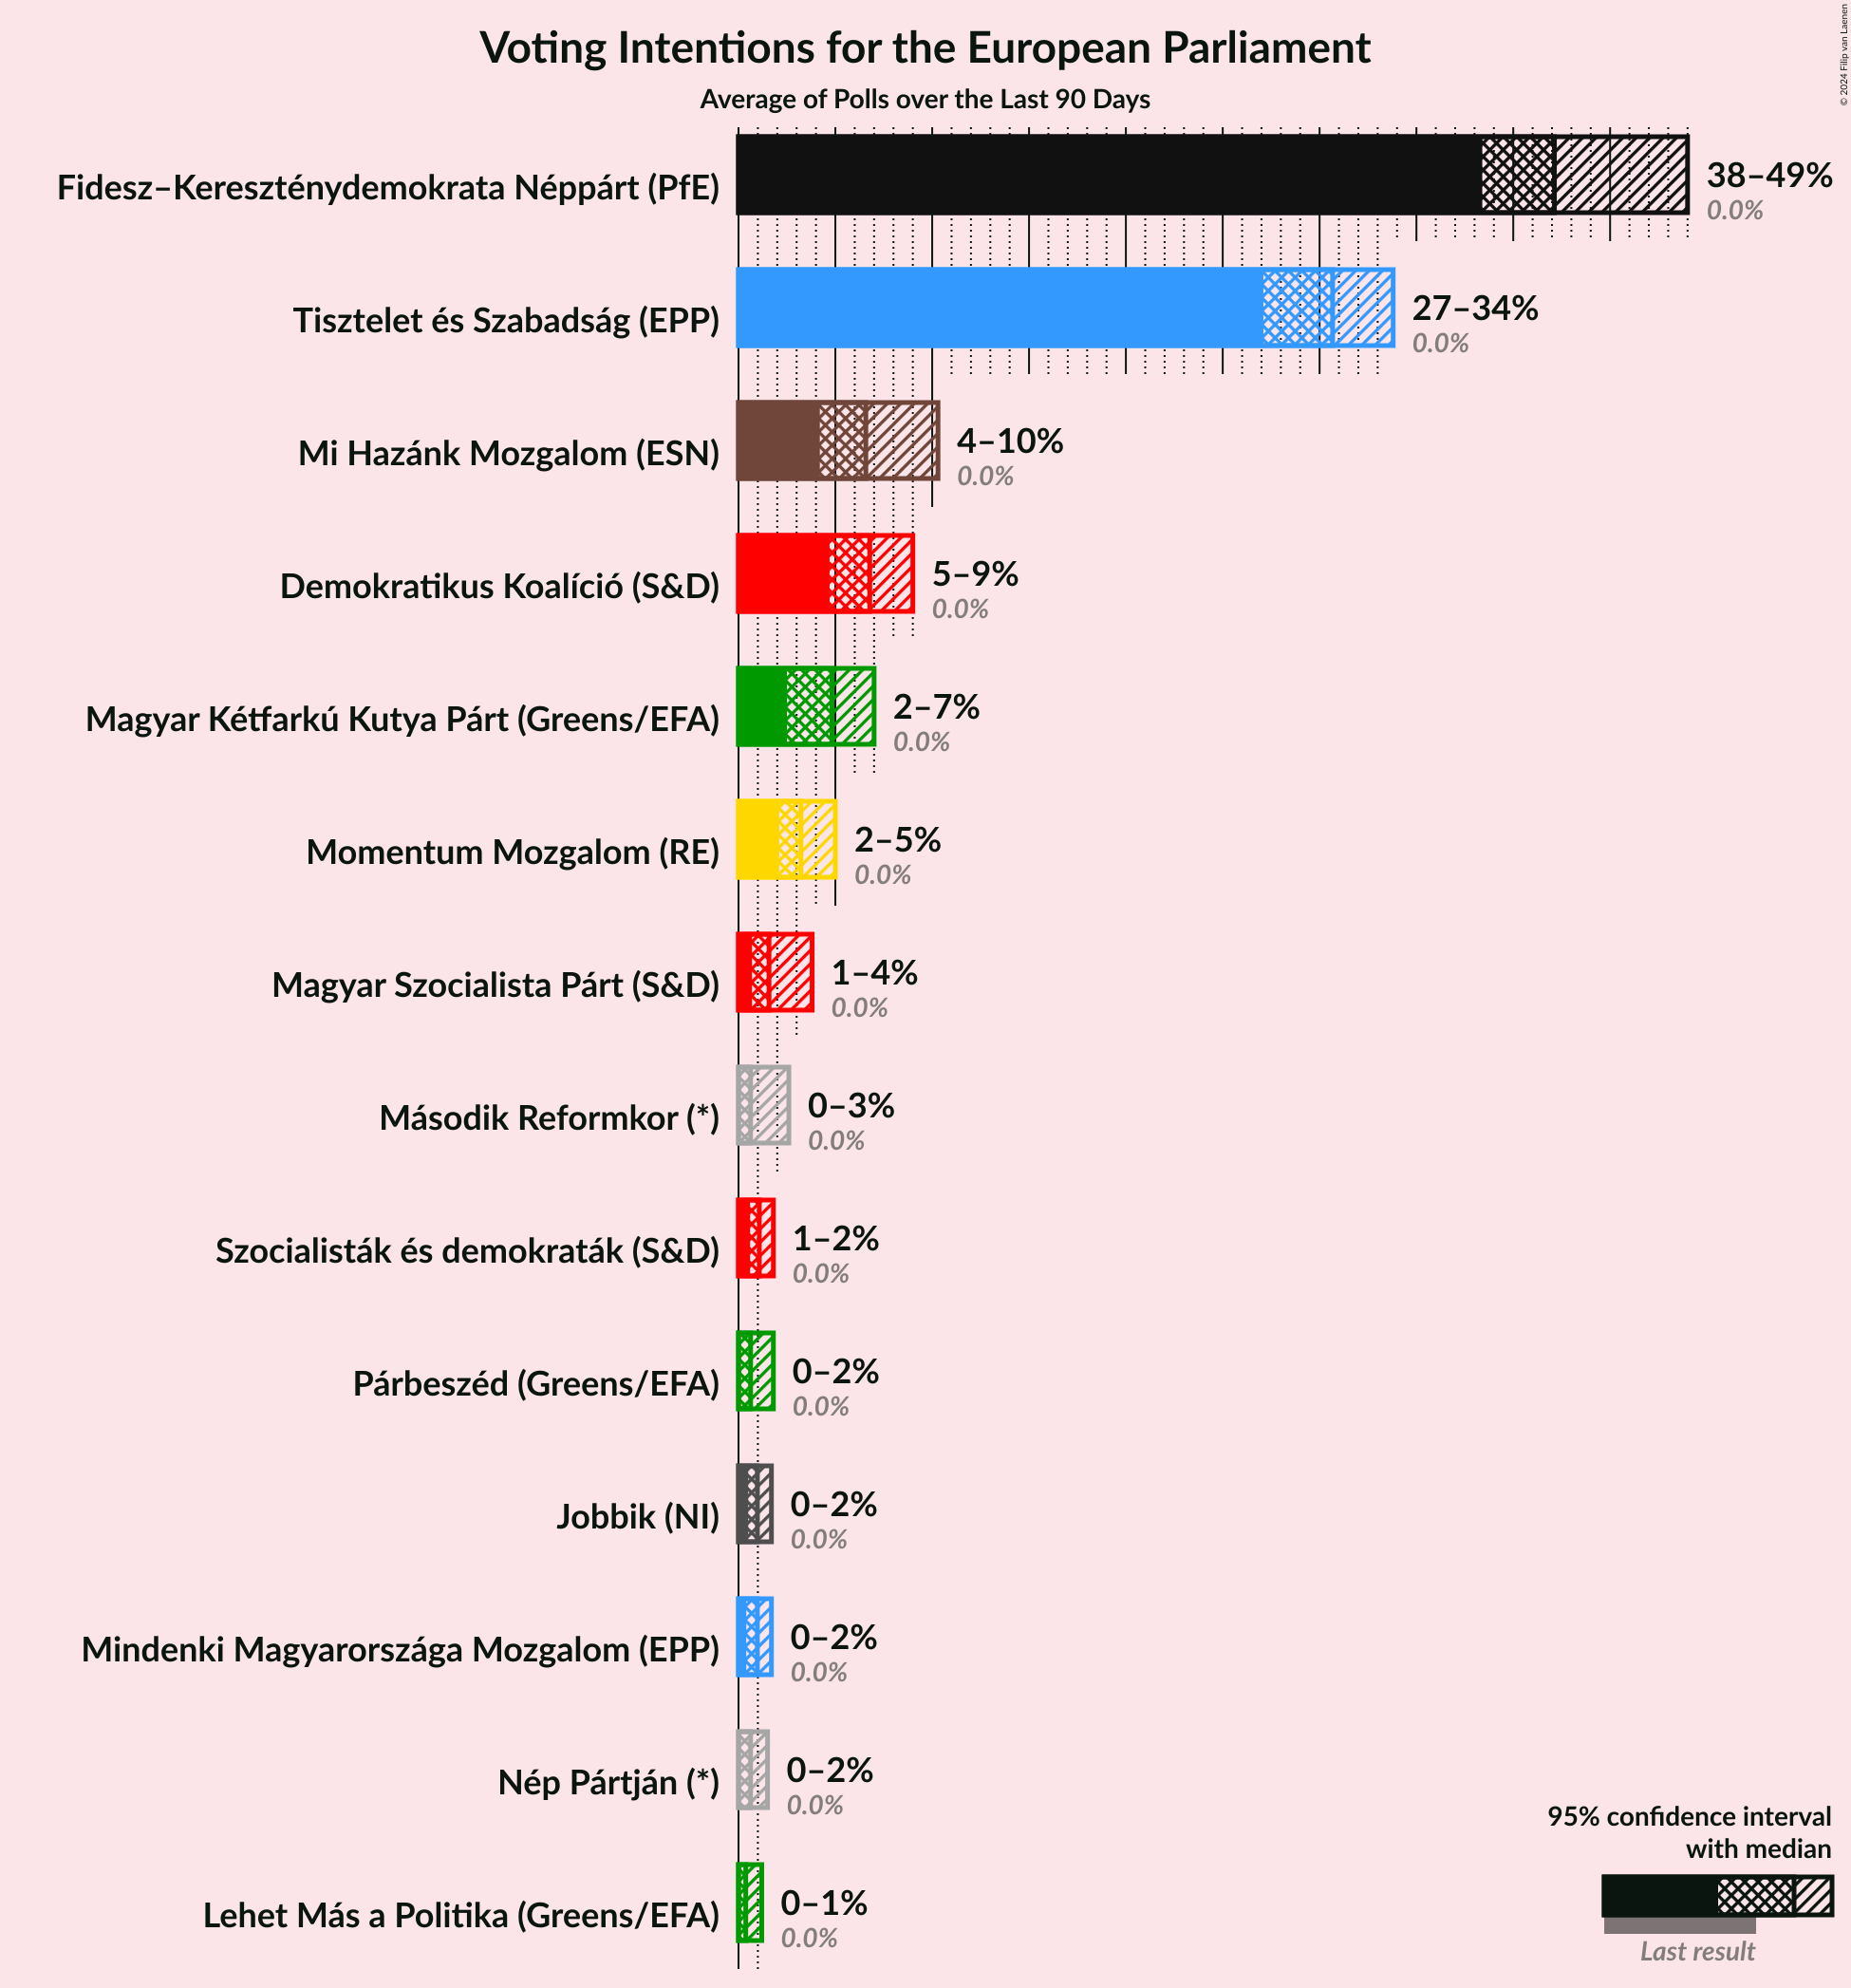 Voting Intentions for the European Parliament
Average of Polls over the Last 90 Days
© 2024 Filip van Laenen
Fidesz–Kereszténydemokrata Néppárt (PfE)
38–49%
0.0%
Tisztelet és Szabadság (EPP)
27–34%
0.0%
Mi Hazánk Mozgalom (ESN)
4–10%
0.0%
Demokratikus Koalíció (S&D)
5–9%
0.0%
Magyar Kétfarkú Kutya Párt (Greens/EFA)
2–7%
0.0%
Momentum Mozgalom (RE)
2–5%
0.0%
Magyar Szocialista Párt (S&D)
1–4%
0.0%
Második Reformkor (*)
0–3%
0.0%
Szocialisták és demokraták (S&D)
1–2%
0.0%
Párbeszéd (Greens/EFA)
0–2%
0.0%
Jobbik (NI)
0–2%
0.0%
Mindenki Magyarországa Mozgalom (EPP)
0–2%
0.0%
Nép Pártján (*)
0–2%
0.0%
Lehet Más a Politika (Greens/EFA)
0–1%
0.0%
95% confidence interval
with median
Last result